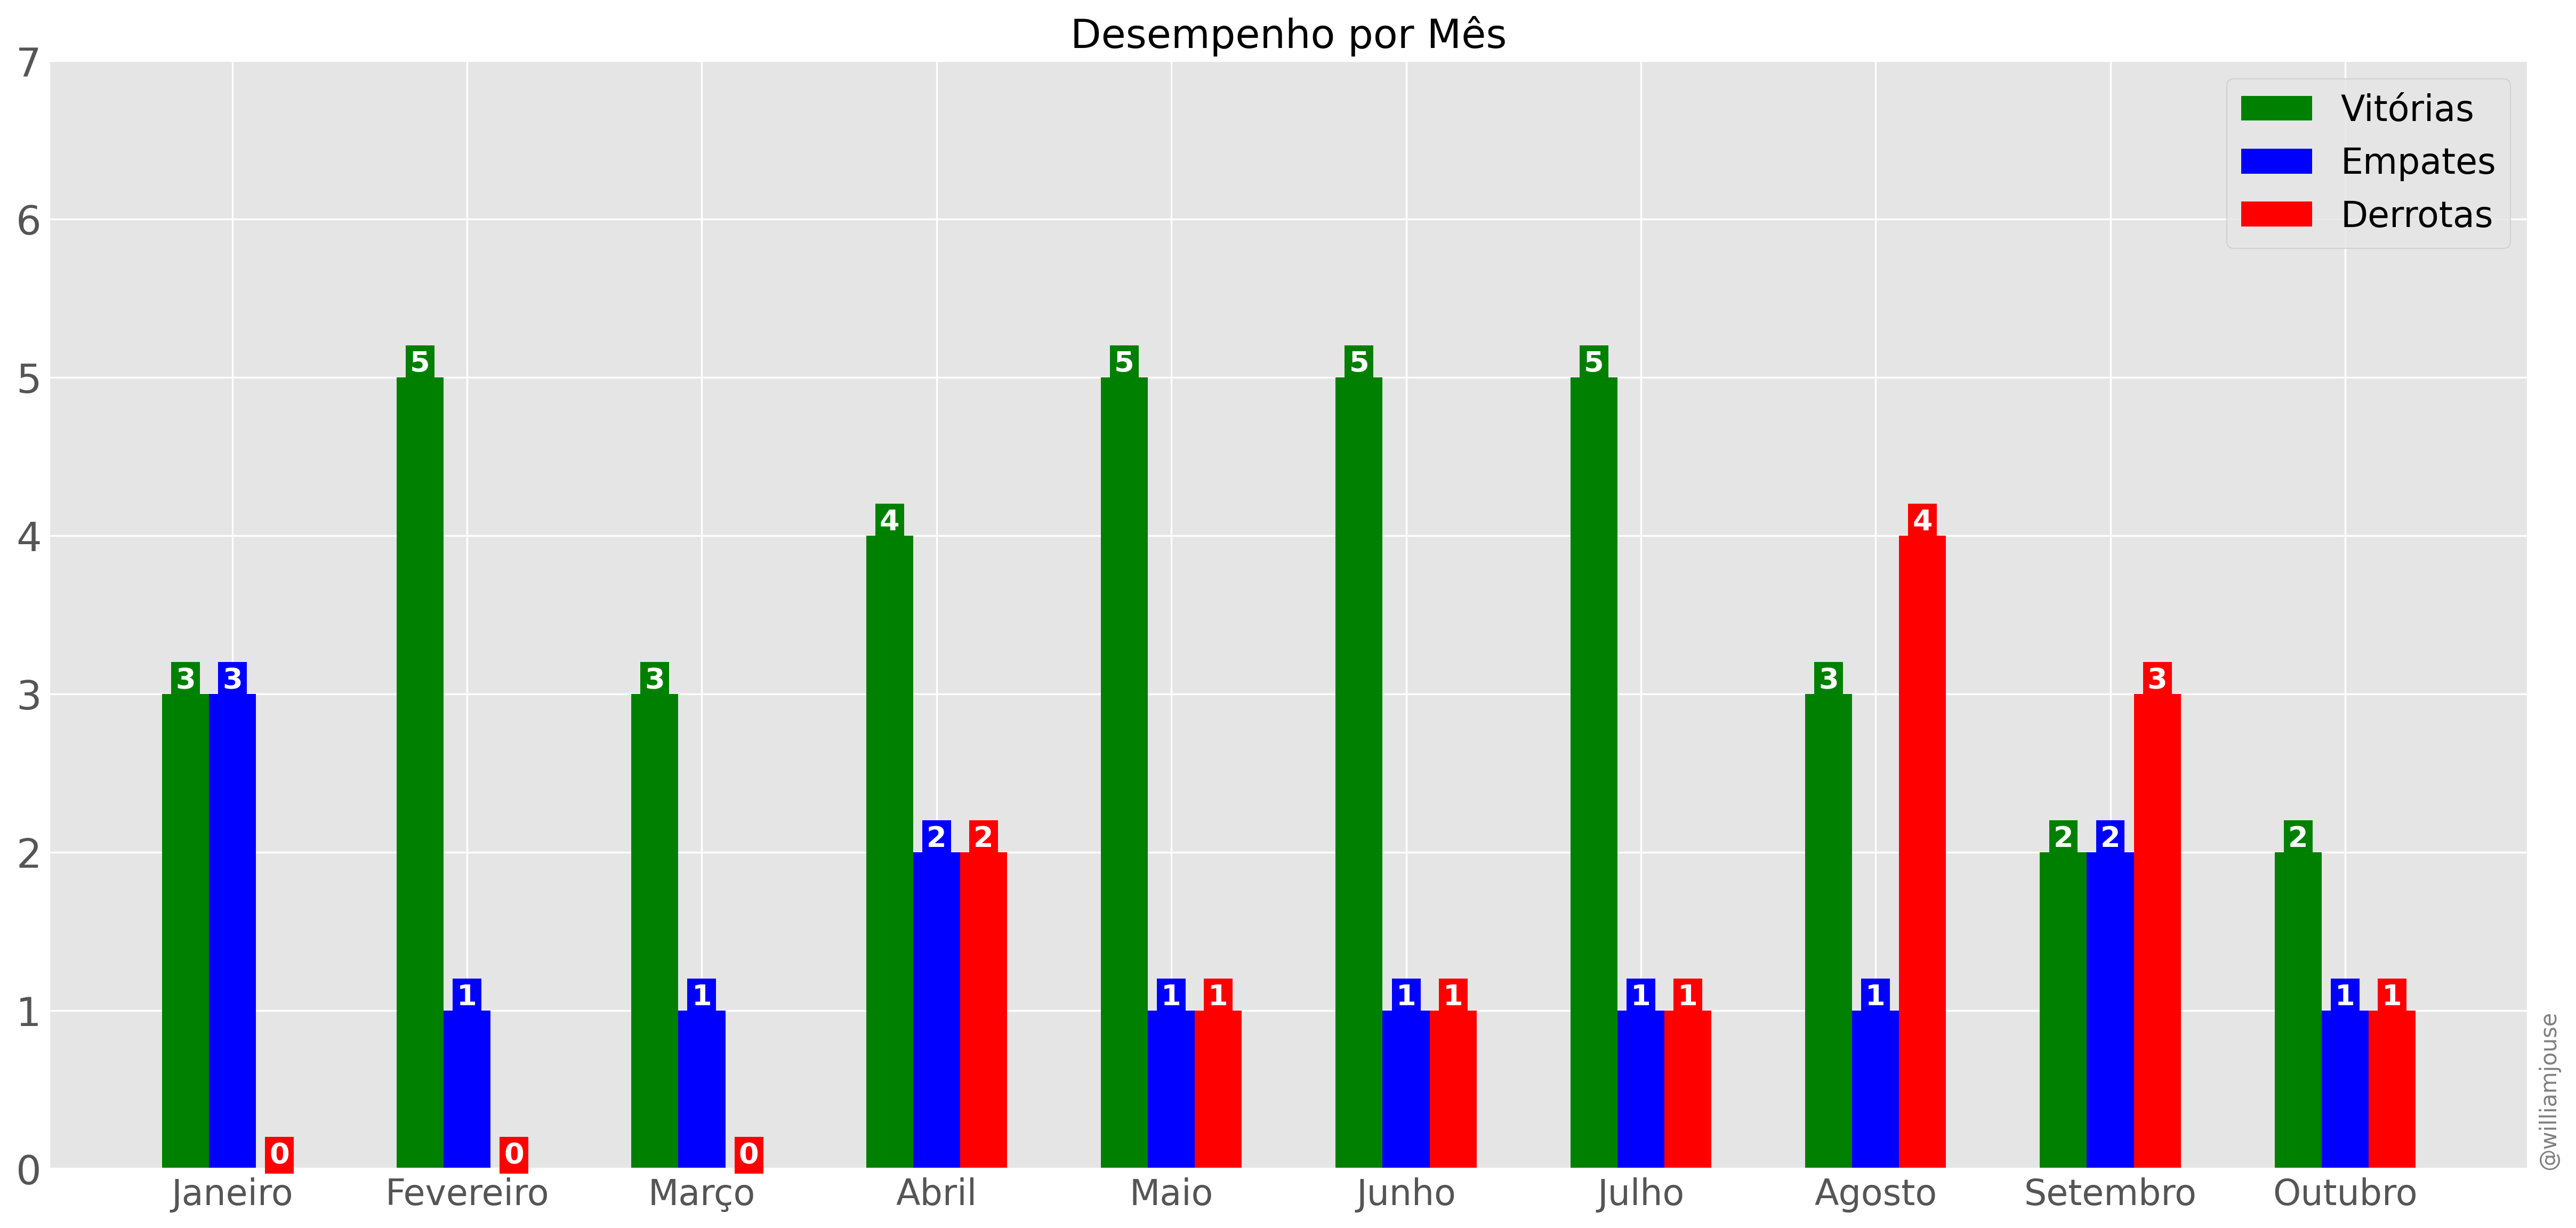 Desempenho por Mês
7
6
5
4
3
2
1
0
Vitórias
Empates
Derrotas
3 3 0
5 1 0
3 1 0
4 2 2
5 1 1
5 1 1
5 1 1
3 1 4
2 2 3
2 1 1
Janeiro Fevereiro Março Abril Maio Junho Julho Agosto Setembro Outubro
@williamjouse